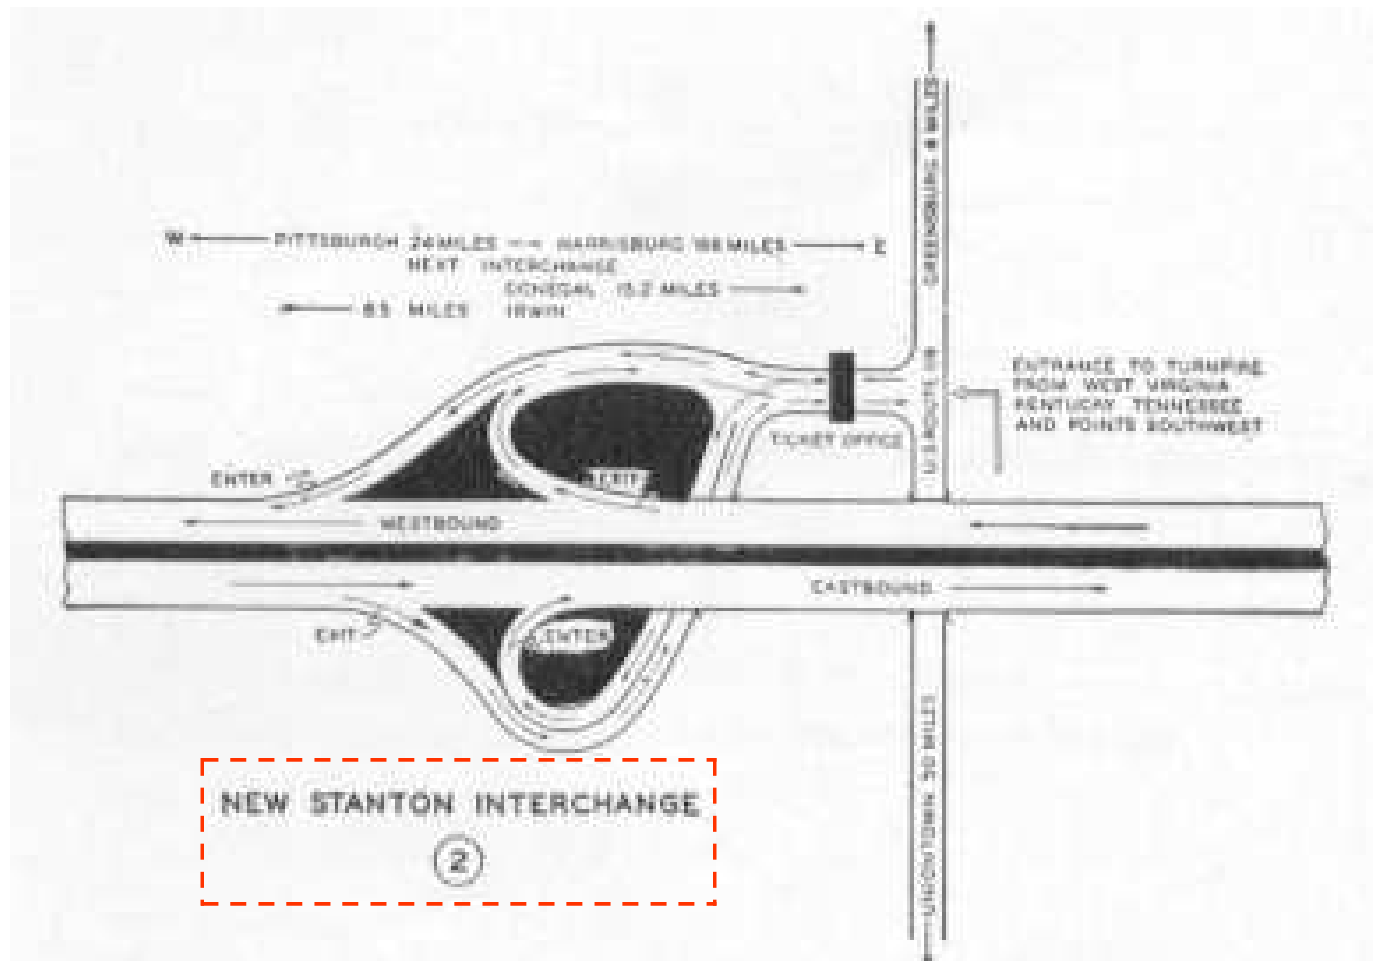 GREENSBURG 8 MILES
W PITTSBURGH 24 MILES HARRISBURG 168 MILES E
NEXT INTERCHANGE
DONEGAL 15.2 MILES
8.5 MILES IRWIN
U S ROUTE 119
ENTRANCE TO TURNPIKE
FROM WEST VIRGINIA
KENTUCKY TENNESSEE
AND POINTS SOUTHWEST
TICKET OFFICE
ENTER
EXIT
WESTBOUND
EASTBOUND
EXIT
ENTER
UNIONTOWN 30 MILES
NEW STANTON INTERCHANGE
2